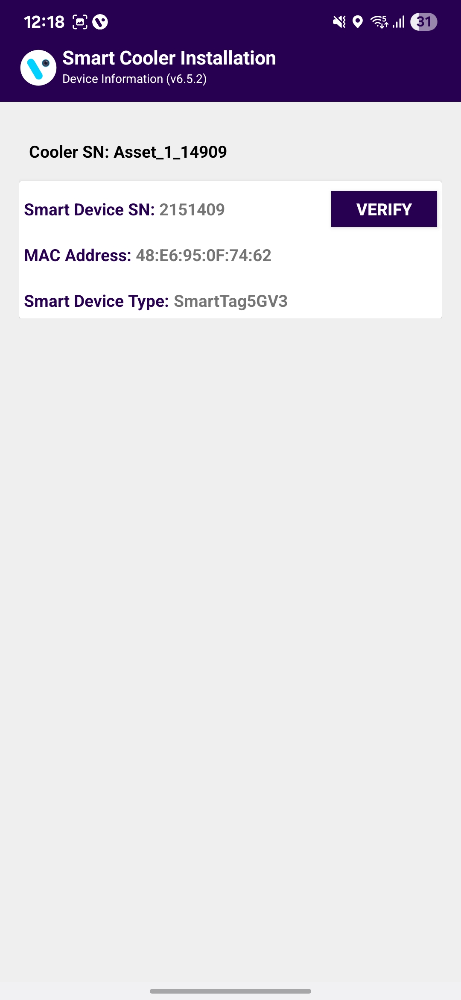 12:18
5
31
Smart Cooler Installation
Device Information (v6.5.2)
Cooler SN: Asset_1_14909
Smart Device SN: 2151409
VERIFY
MAC Address: 48:E6:95:0F:74:62
Smart Device Type: SmartTag5GV3